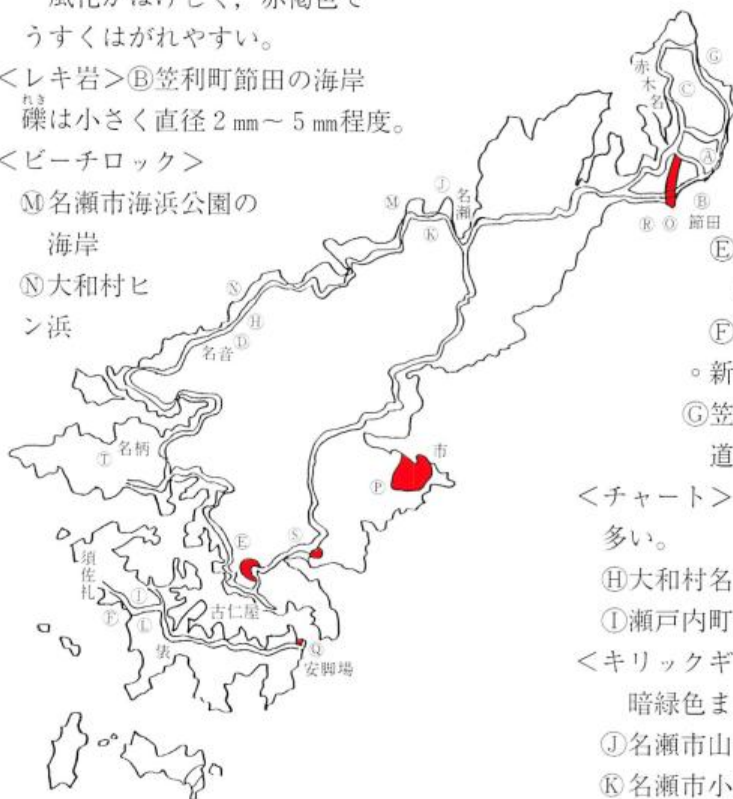 風化がはげしく，赤褐色で
うすくはがれやすい。
＜レキ岩＞Ⓑ笠利町節田の海岸
れき
礫は小さく直径２㎜～５㎜程度。
＜ビーチロック＞
Ⓜ名瀬市海浜公園の
海岸
Ⓝ大和村ヒ
ン浜
Ⓖ
赤木名
Ⓒ
Ⓐ
Ⓑ
Ⓡ Ⓞ 節田
Ⓙ
名瀬
Ⓜ
Ⓚ
Ⓝ
Ⓗ
Ⓓ
名音
名柄
Ⓣ
市
Ⓟ
Ⓢ
Ⓔ
須佐礼
Ⓘ
Ⓕ
Ⓛ
古仁屋
俵
Ⓠ
安脚場
Ⓔ
Ⓕ
。新
Ⓖ笠
道
＜チャート＞
多い。
Ⓗ大和村名
Ⓘ瀬戸内町
＜キリックギ
暗緑色ま
Ⓙ名瀬市山
Ⓚ名瀬市小